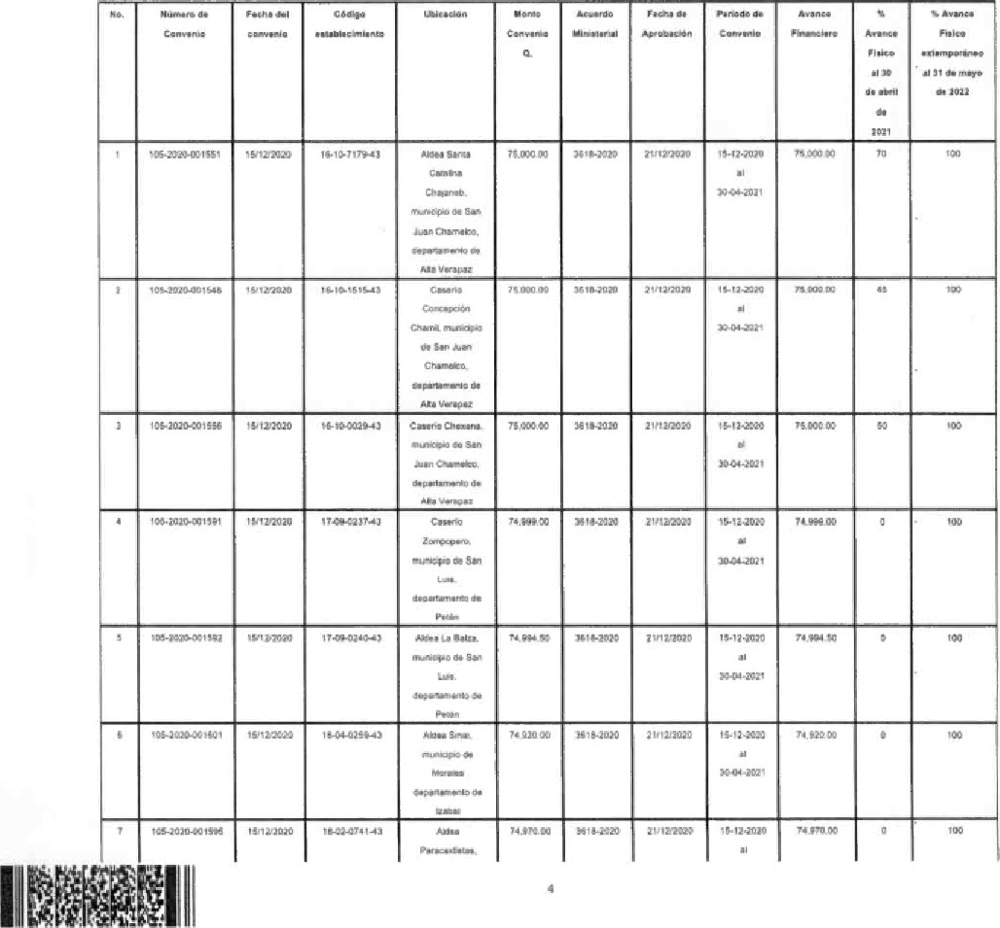 No. Número de Fecha del Código Ubicación Monto Acuerdo Fecha de Período de Avance % % Avance
Convenio convenio establecimiento Convenio Ministerial Aprobación Convenio Financiero Avance Fisico
Q. Fisico extemporáneo
al 30 al 31 de mayo
de abril de 2022
de
2021
1 105-2020-001551 15/12/2020 16-10-7179-43 Aldea Santa 75,000.00 3618-2020 21/12/2020 15-12-2020 75,000.00 70 100
Catalina al
Chajaneb, 30-04-2021
municipio de San
Juan Chamelco,
departamento de
Alta Verapaz
2 105-2020-001548 15/12/2020 16-10-1515-43 Caserío 75,000.00 3618-2020 21/12/2020 15-12-2020 75,000.00 45 100
Concepción al
Chamil, municipio 30-04-2021
de San Juan
Chamelco,
departamento de
Alta Verapaz
3 105-2020-001556 15/12/2020 16-10-0029-43 Caserío Chexena, 75,000.00 3618-2020 21/12/2020 15-12-2020 75,000.00 50 100
municipio de San al
Juan Chamelco, 30-04-2021
departamento de
Alta Verapaz
4 105-2020-001591 15/12/2020 17-09-0237-43 Caserío 74,999.00 3618-2020 21/12/2020 15-12-2020 74,999.00 0 100
Zompopero, al
municipio de San 30-04-2021
Luis,
departamento de
Petén
5 105-2020-001592 15/12/2020 17-09-0240-43 Aldea La Balza, 74,994.50 3618-2020 21/12/2020 15-12-2020 74,994.50 0 100
municipio de San al
Luis, 30-04-2021
departamento de
Petén
6 105-2020-001601 15/12/2020 18-04-0259-43 Aldea Sinai, 74,920.00 3618-2020 21/12/2020 15-12-2020 74,920.00 0 100
municipio de al
Morales 30-04-2021
departamento de
Izabal
7 105-2020-001596 15/12/2020 18-02-0741-43 Aldea 74,970.00 3618-2020 21/12/2020 15-12-2020 74,970.00 0 100
Paracaidistas, al
4